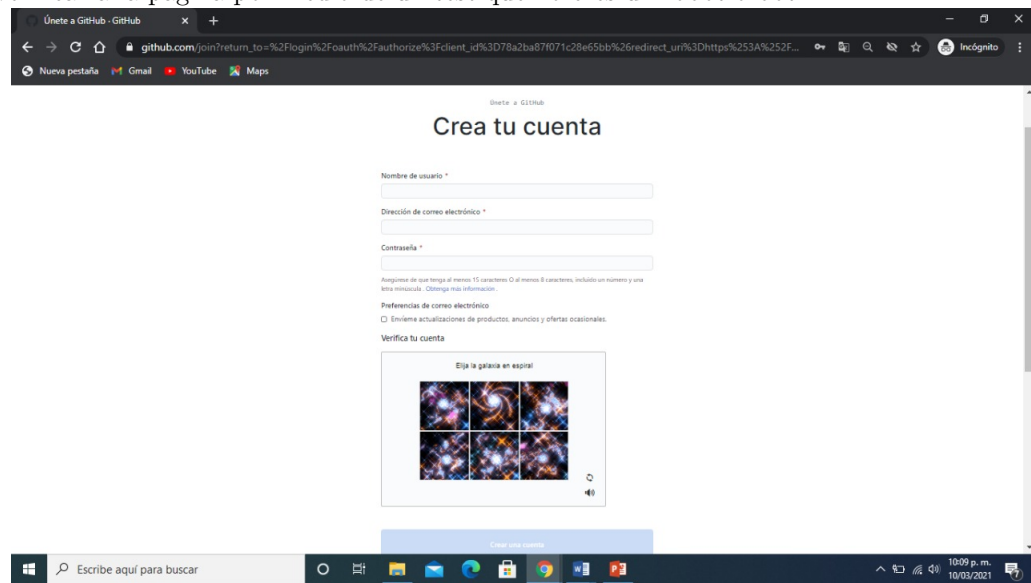 Únete a GitHub · GitHub
github.com/join?return_to=%2Flogin%2Foauth%2Fauthorize%3Fclient_id%3D78a2ba87f071c28e65bb%26redirect_uri%3Dhttps%253A%252F...
Incógnito
Nueva pestaña Gmail YouTube Maps
Únete a GitHub
Crea tu cuenta
Nombre de usuario *
Dirección de correo electrónico *
Contraseña *
Asegúrese de que tenga al menos 15 caracteres O al menos 8 caracteres, incluido un número y una
letra minúscula . Obtenga más información .
Preferencias de correo electrónico
Envíeme actualizaciones de productos, anuncios y ofertas ocasionales.
Verifica tu cuenta
Elija la galaxia en espiral
Crear una cuenta
Escribe aquí para buscar
10:09 p. m.
10/03/2021